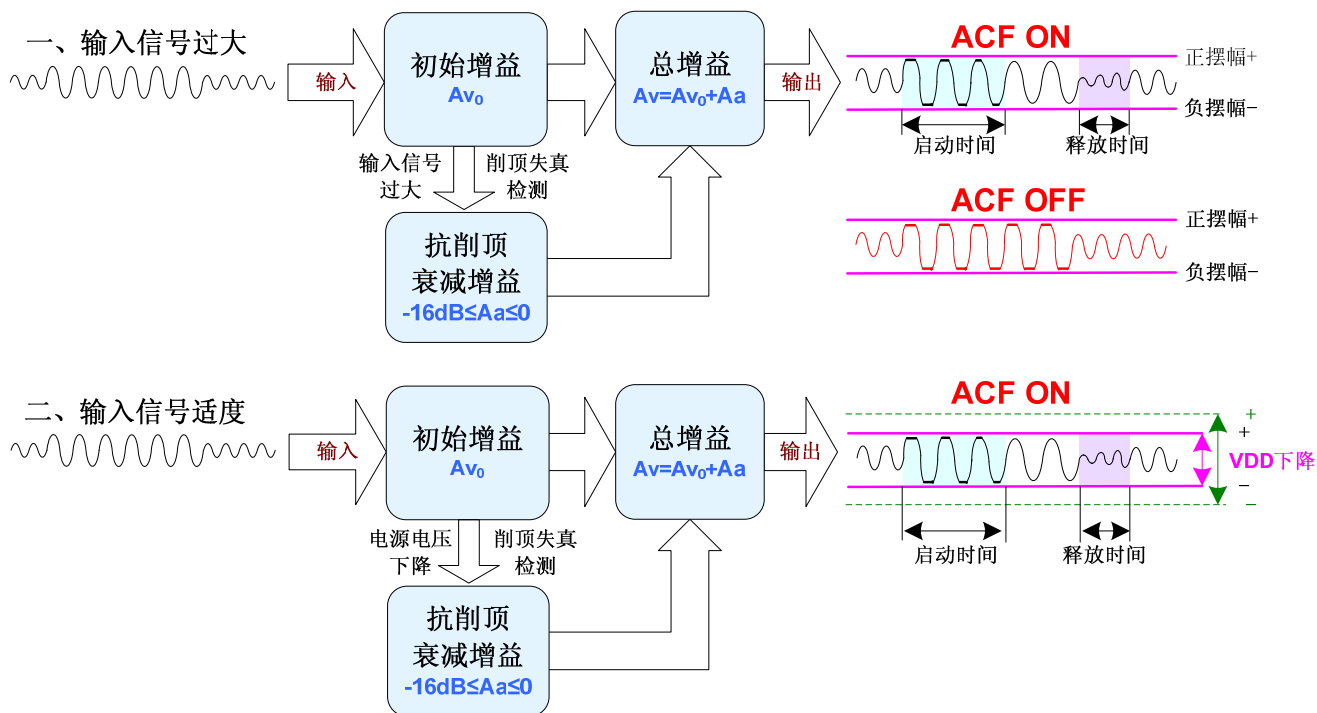 一、输入信号过大
输入
初始增益
Av₀
总增益
Av=Av₀+Aa
输出
ACF ON
正摆幅+
负摆幅−
启动时间
释放时间
输入信号
过大
削顶失真
检测
抗削顶
衰减增益
-16dB≤Aa≤0
ACF OFF
正摆幅+
负摆幅−
二、输入信号适度
输入
初始增益
Av₀
总增益
Av=Av₀+Aa
输出
ACF ON
+
+
VDD下降
−
−
启动时间
释放时间
电源电压
下降
削顶失真
检测
抗削顶
衰减增益
-16dB≤Aa≤0